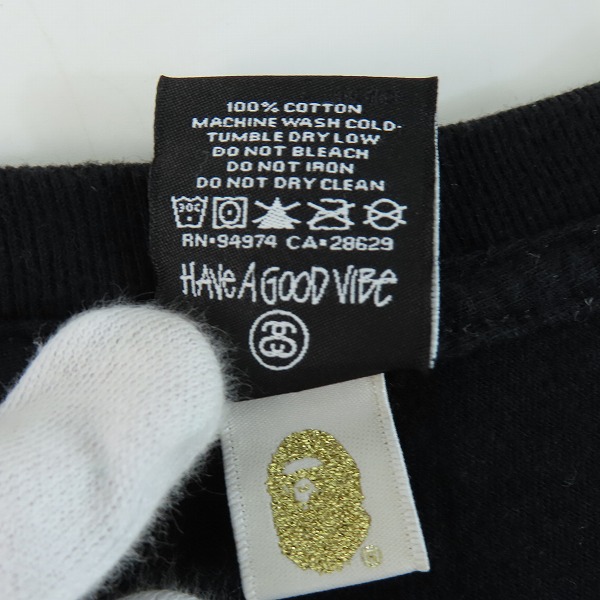 100% COTTON
MACHINE WASH COLD-
TUMBLE DRY LOW
DO NOT BLEACH
DO NOT IRON
DO NOT DRY CLEAN
30C
RN•94974 CA•28629
HAVE A GOOD VIBE
®